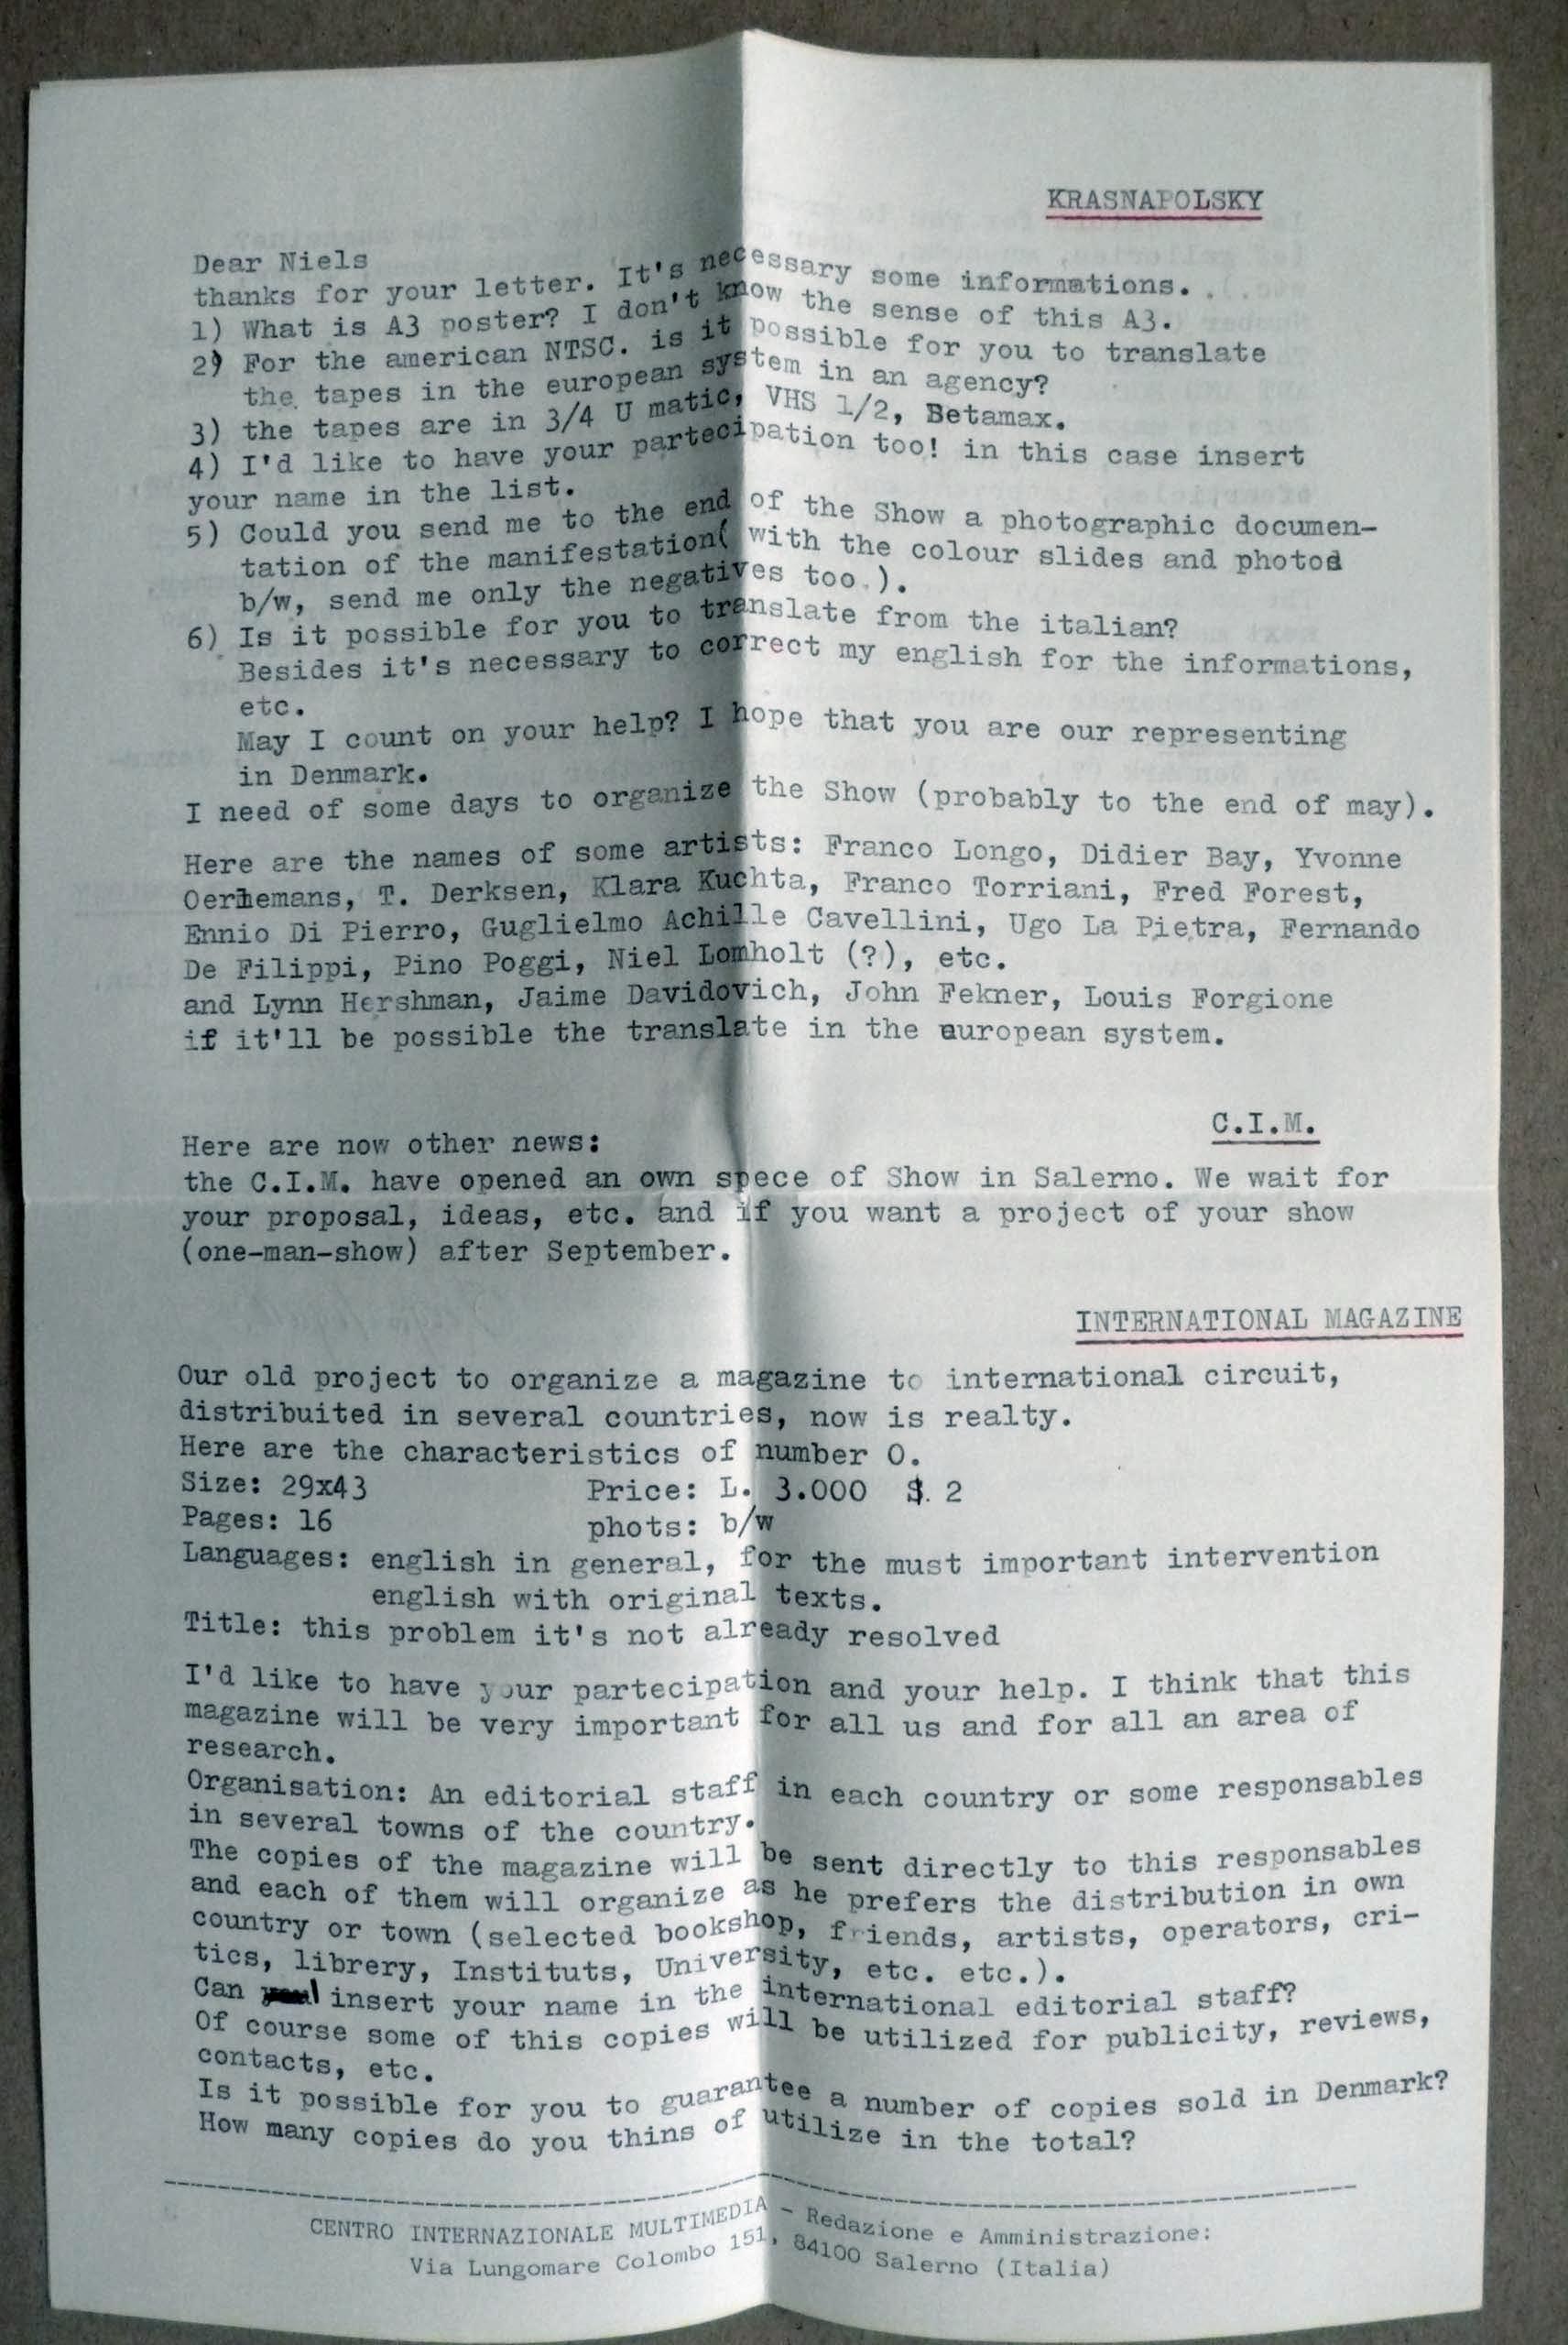 KRASNAPOLSKY
Dear Niels
thanks for your letter. It's necessary some informations. .
1) What is A3 poster? I don't know the sense of this A3.
2) For the american NTSC. is it possible for you to translate
the. tapes in the european system in an agency?
3) the tapes are in 3/4 U matic, VHS 1/2, Betamax.
4) I'd like to have your partecipation too! in this case insert
your name in the list.
5) Could you send me to the end of the Show a photographic documen-
tation of the manifestation( with the colour slides and photos
b/w, send me only the negatives too.).
6) Is it possible for you to translate from the italian?
Besides it's necessary to correct my english for the informations,
etc.
May I count on your help? I hope that you are our representing
in Denmark.
I need of some days to organize the Show (probably to the end of may).
Here are the names of some artists: Franco Longo, Didier Bay, Yvonne
Oerlemans, T. Derksen, Klara Kuchta, Franco Torriani, Fred Forest,
Ennio Di Pierro, Guglielmo Achille Cavellini, Ugo La Pietra, Fernando
De Filippi, Pino Poggi, Niel Lomholt (?), etc.
and Lynn Hershman, Jaime Davidovich, John Fekner, Louis Forgione
if it'll be possible the translate in the european system.
C.I.M.
Here are now other news:
the C.I.M. have opened an own spece of Show in Salerno. We wait for
your proposal, ideas, etc. and if you want a project of your show
(one-man-show) after September.
INTERNATIONAL MAGAZINE
Our old project to organize a magazine to international circuit,
distribuited in several countries, now is realty.
Here are the characteristics of number 0.
Size: 29x43 Price: L. 3.000 $. 2
Pages: 16 phots: b/w
Languages: english in general, for the must important intervention
english with original texts.
Title: this problem it's not already resolved
I'd like to have your partecipation and your help. I think that this
magazine will be very important for all us and for all an area of
research.
Organisation: An editorial staff in each country or some responsables
in several towns of the country.
The copies of the magazine will be sent directly to this responsables
and each of them will organize as he prefers the distribution in own
country or town (selected bookshop, friends, artists, operators, cri-
tics, librery, Instituts, University, etc. etc.).
Can I insert your name in the international editorial staff?
Of course some of this copies will be utilized for publicity, reviews,
contacts, etc.
Is it possible for you to guarantee a number of copies sold in Denmark?
How many copies do you thins of utilize in the total?
CENTRO INTERNAZIONALE MULTIMEDIA - Redazione e Amministrazione:
Via Lungomare Colombo 151, 84100 Salerno (Italia)